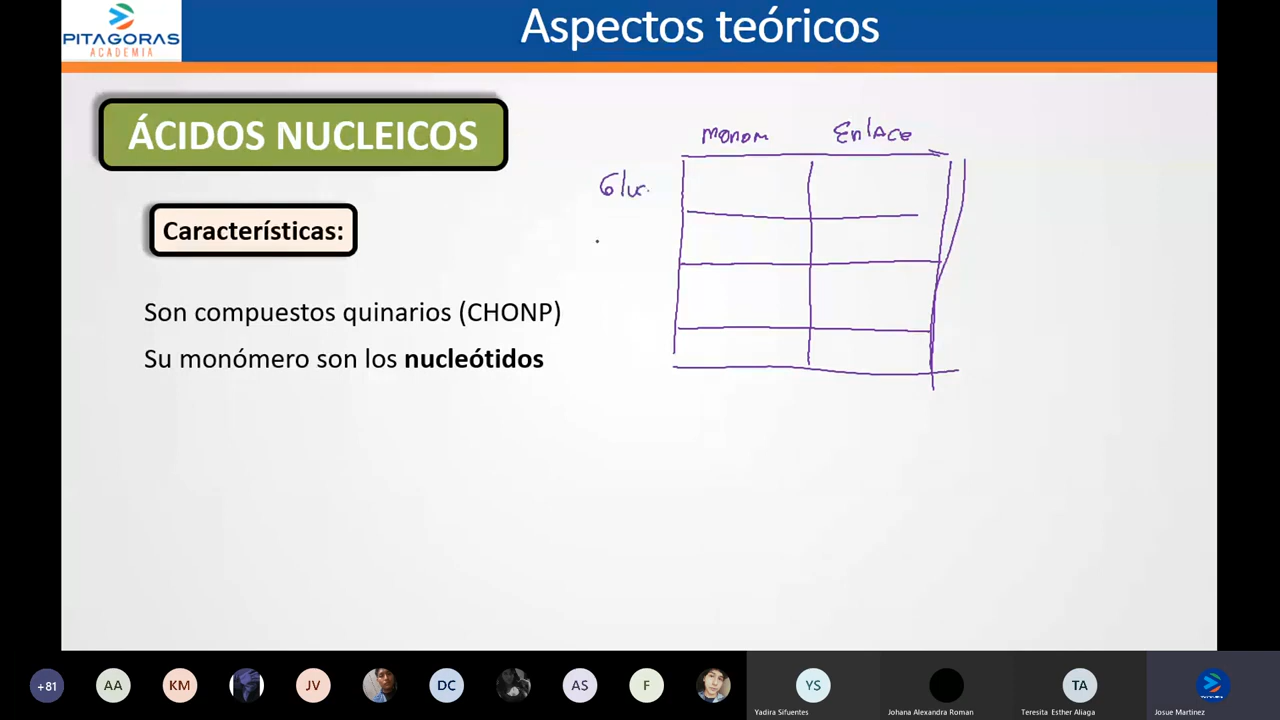 PITAGORAS
ACADEMIA
Aspectos teóricos
ÁCIDOS NUCLEICOS
Características:
Son compuestos quinarios (CHONP)
Su monómero son los nucleótidos
monom Enlace
Gluc.
+81 AA KM JV DC AS F YS TA
Yadira Sifuentes Johana Alexandra Roman Teresita Esther Aliaga Josue Martinez